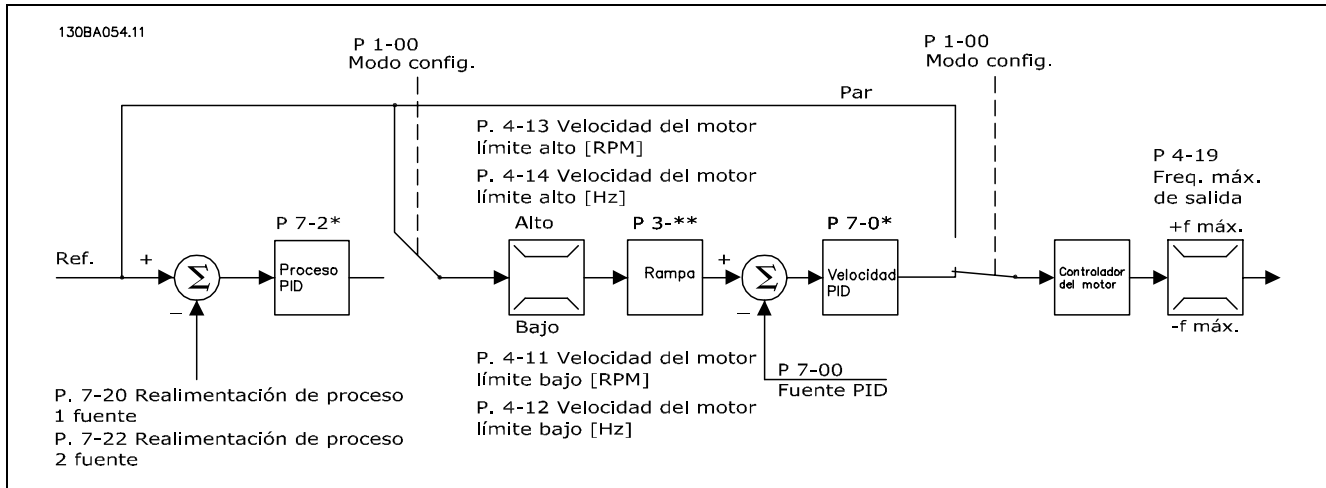 130BA054.11
P 1-00
Modo config.
P 1-00
Modo config.
Par
P. 4-13 Velocidad del motor
límite alto [RPM]
P. 4-14 Velocidad del motor
límite alto [Hz]
P 4-19
Freq. máx.
de salida
P 7-2*
Alto
P 3-**
P 7-0*
+f máx.
Ref.
+
Σ
Proceso
PID
Rampa
+
Σ
Velocidad
PID
Controlador
del motor
−
−
Bajo
-f máx.
P. 4-11 Velocidad del motor
límite bajo [RPM]
P. 4-12 Velocidad del motor
límite bajo [Hz]
P 7-00
Fuente PID
P. 7-20 Realimentación de proceso
1 fuente
P. 7-22 Realimentación de proceso
2 fuente